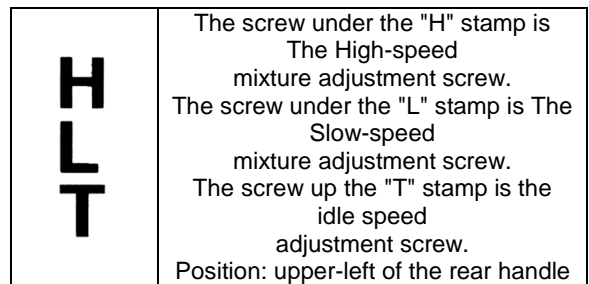 H
L
T
The screw under the "H" stamp is
The High-speed
mixture adjustment screw.
The screw under the "L" stamp is The
Slow-speed
mixture adjustment screw.
The screw up the "T" stamp is the
idle speed
adjustment screw.
Position: upper-left of the rear handle